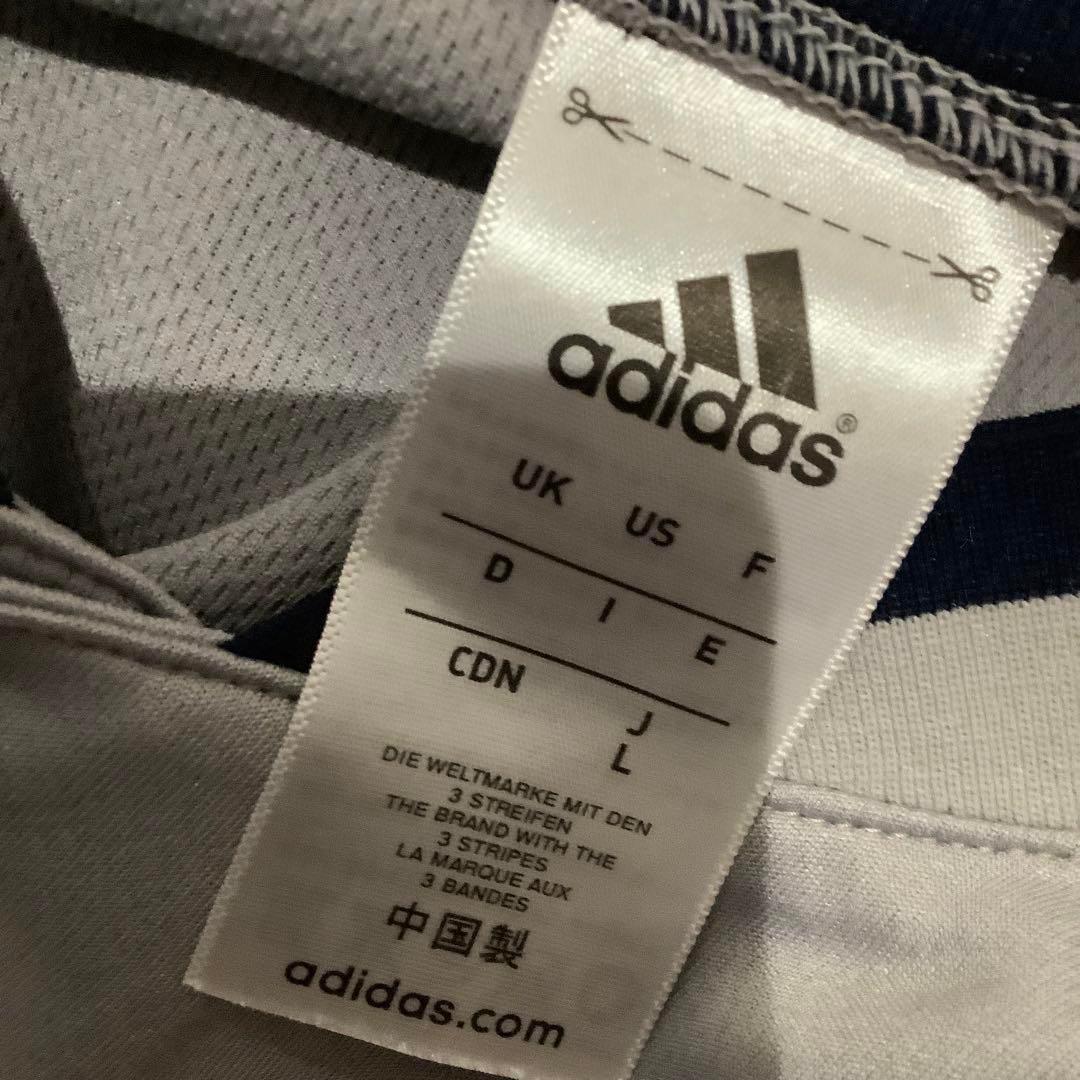 adidas®
UK US F
D I E
CDN J
L
DIE WELTMARKE MIT DEN
3 STREIFEN
THE BRAND WITH THE
3 STRIPES
LA MARQUE AUX
3 BANDES
中国製
adidas.com